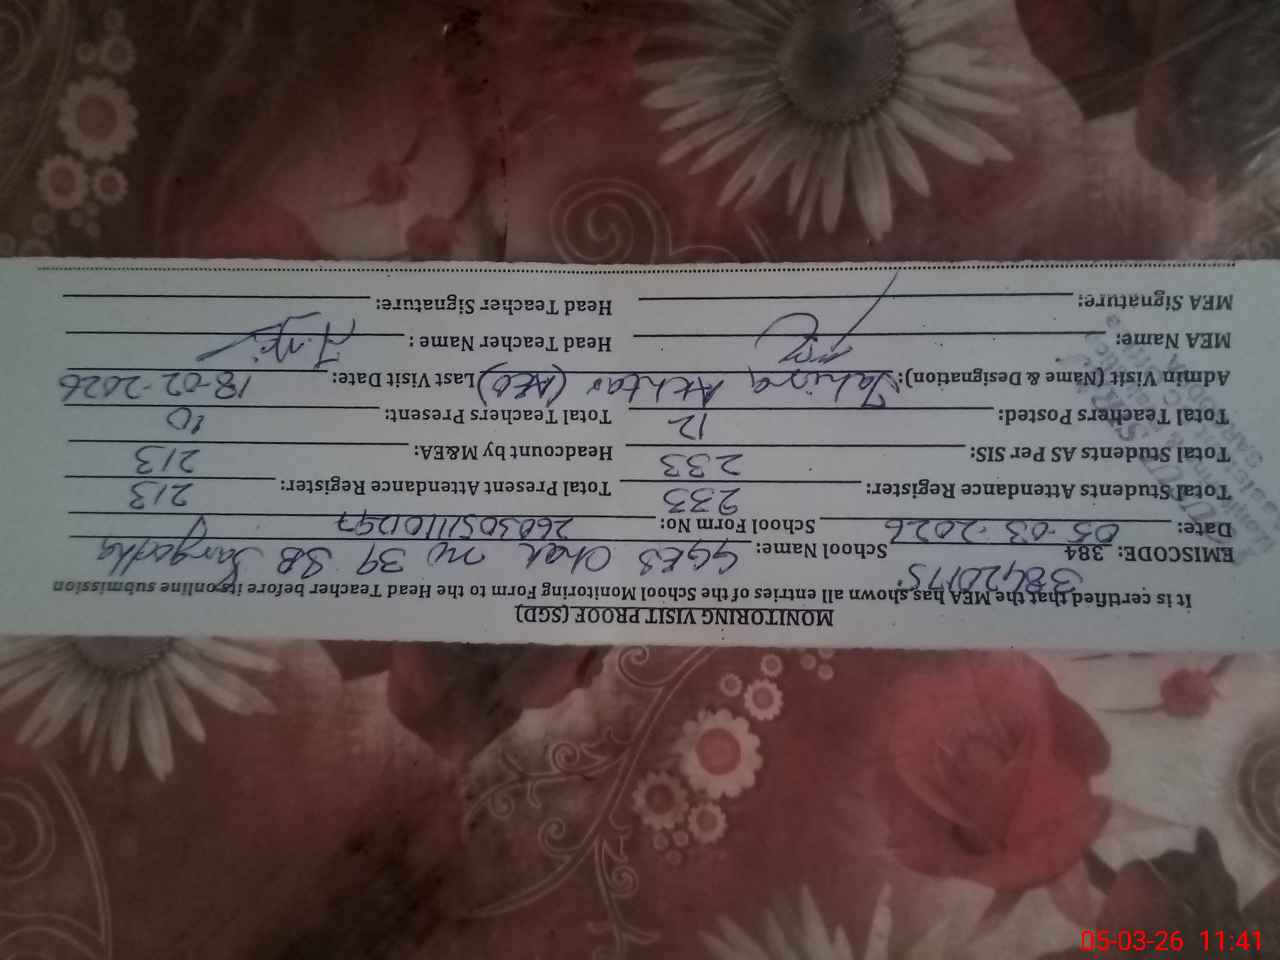 MONITORING VISIT PROOF (SGD)
It is certified that the MEA has shown all entries of the School Monitoring Form to the Head Teacher before its online submission
EMISCODE: 384 38420175 School Name: GGES Chak no 39 SB Sargodha
Date: 05-03-2026 School Form No: 26030511101297
Total Students Attendance Register: 233 Total Present Attendant Register: 213
Total Students AS Per SIS: 233 Headcount by M&EA: 213
Total Teachers Posted: 12 Total Teachers Present: 10
Admin Visit (Name & Designation): Tahira Akhtar (AEO) Last Visit Date: 18-02-2026
MEA Name: Head Teacher Name :
MEA Signature: Head Teacher Signature:
05-03-26 11:41